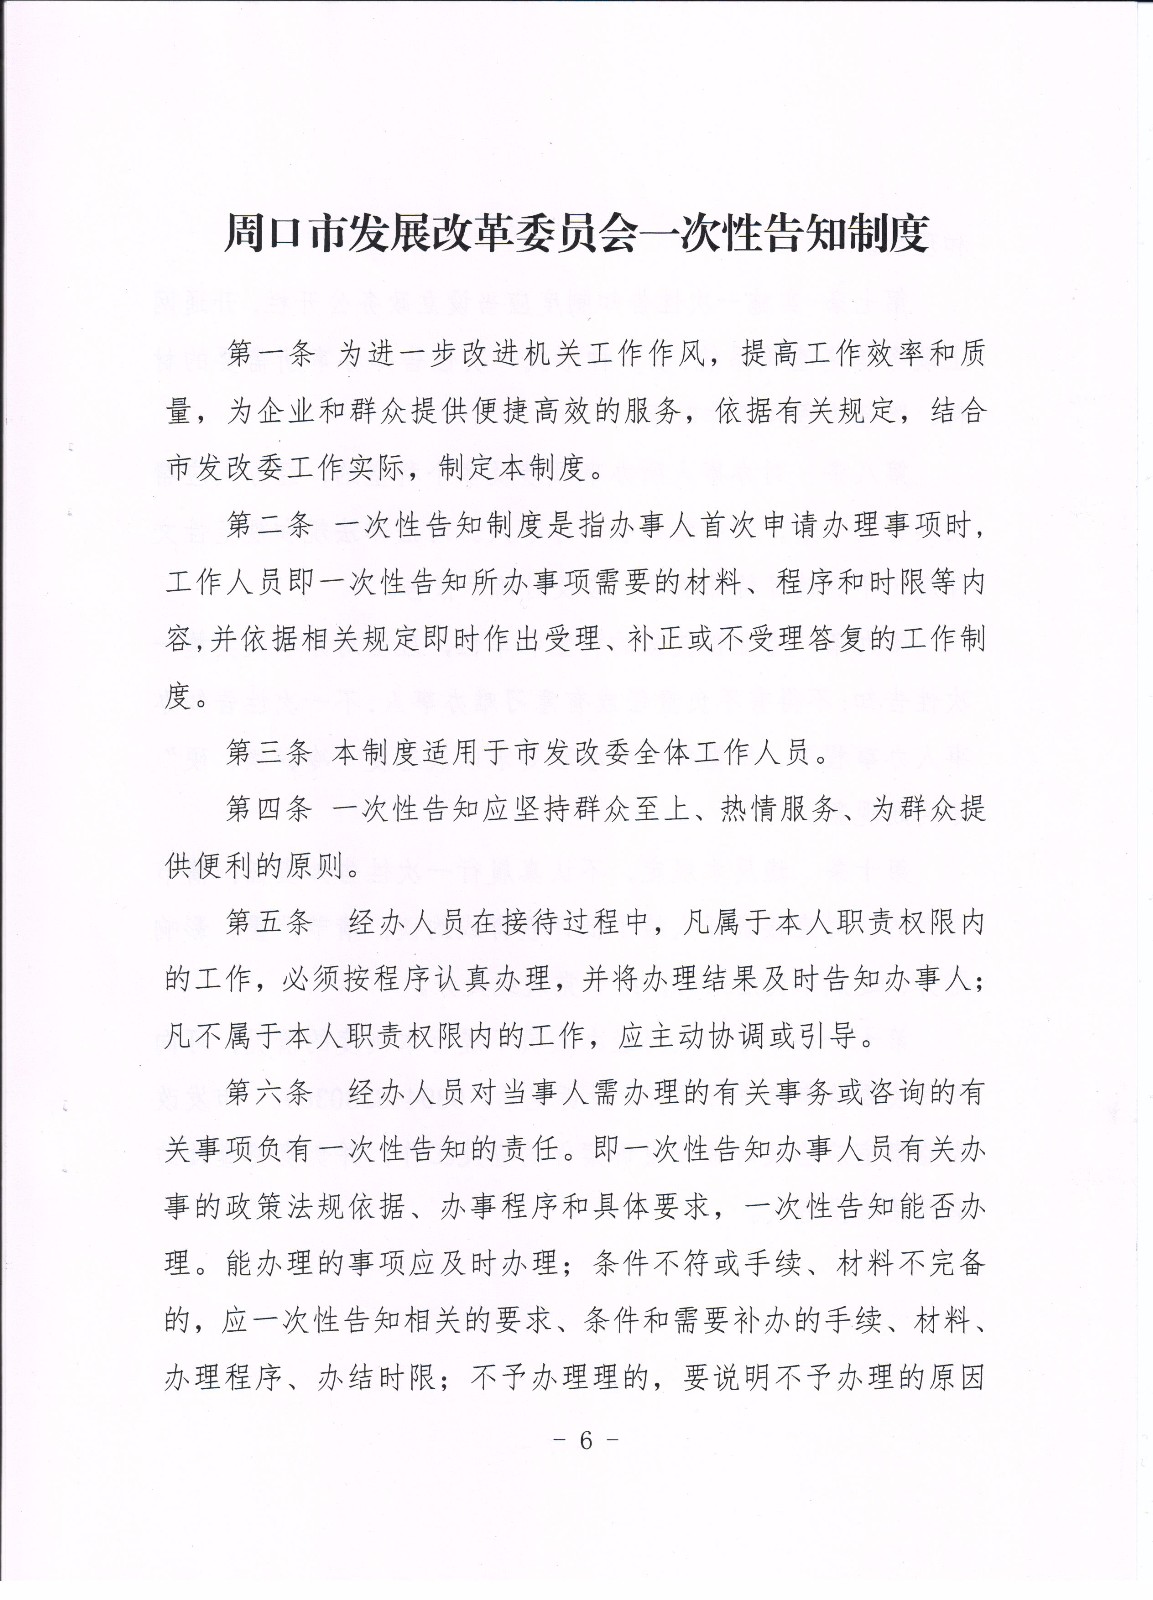 周口市发展改革委员会一次性告知制度
第一条 为进一步改进机关工作作风，提高工作效率和质
量，为企业和群众提供便捷高效的服务，依据有关规定，结合
市发改委工作实际，制定本制度。
第二条 一次性告知制度是指办事人首次申请办理事项时，
工作人员即一次性告知所办事项需要的材料、程序和时限等内
容，并依据相关规定即时作出受理、补正或不受理答复的工作制
度。
第三条 本制度适用于市发改委全体工作人员。
第四条 一次性告知应坚持群众至上、热情服务、为群众提
供便利的原则。
第五条 经办人员在接待过程中，凡属于本人职责权限内
的工作，必须按程序认真办理，并将办理结果及时告知办事人；
凡不属于本人职责权限内的工作，应主动协调或引导。
第六条 经办人员对当事人需办理的有关事务或咨询的有
关事项负有一次性告知的责任。即一次性告知办事人员有关办
事的政策法规依据、办事程序和具体要求，一次性告知能否办
理。能办理的事项应及时办理；条件不符或手续、材料不完备
的，应一次性告知相关的要求、条件和需要补办的手续、材料、
办理程序、办结时限；不予办理理的，要说明不予办理的原因
- 6 -